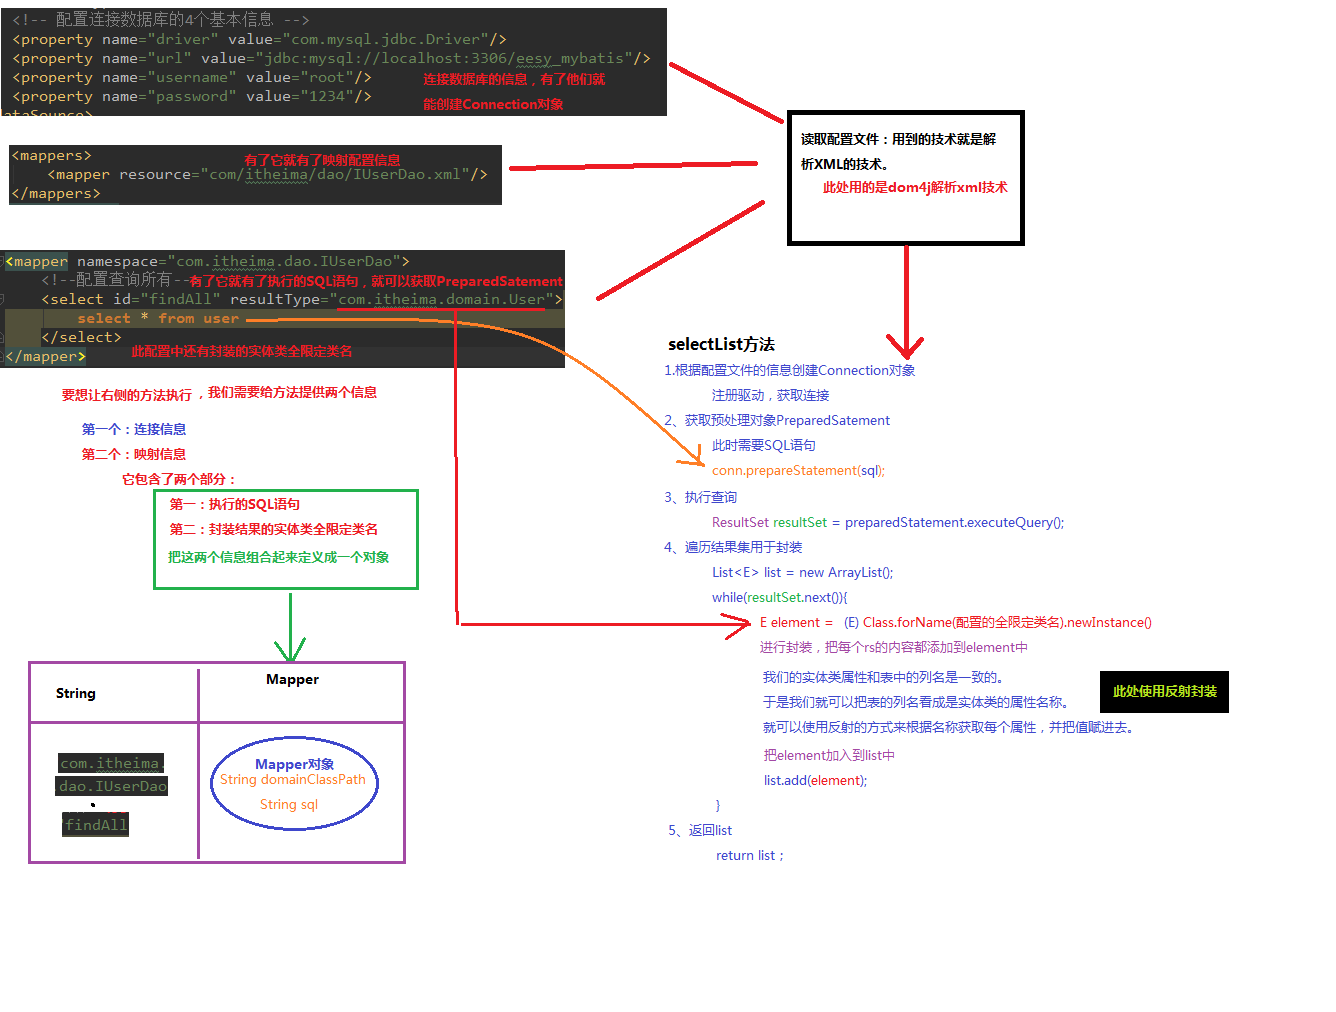 <!-- 配置连接数据库的4个基本信息 -->
<property name="driver" value="com.mysql.jdbc.Driver"/>
<property name="url" value="jdbc:mysql://localhost:3306/eesy_mybatis"/>
<property name="username" value="root"/>
<property name="password" value="1234"/>
dataSource>
连接数据库的信息，有了他们就
能创建Connection对象
<mappers>
有了它就有了映射配置信息
<mapper resource="com/itheima/dao/IUserDao.xml"/>
</mappers>
读取配置文件：用到的技术就是解
析XML的技术。
此处用的是dom4j解析xml技术
<mapper namespace="com.itheima.dao.IUserDao">
<!--配置查询所有--
有了它就有了执行的SQL语句，就可以获取PreparedSatement
<select id="findAll" resultType="com.itheima.domain.User">
select * from user
</select>
</mapper>
此配置中还有封装的实体类全限定类名
要想让右侧的方法执行，我们需要给方法提供两个信息
第一个：连接信息
第二个：映射信息
它包含了两个部分：
第一：执行的SQL语句
第二：封装结果的实体类全限定类名
把这两个信息组合起来定义成一个对象
String
Mapper
com.itheima.
dao.IUserDao
.
findAll
Mapper对象
String domainClassPath
String sql
selectList方法
1.根据配置文件的信息创建Connection对象
注册驱动，获取连接
2、获取预处理对象PreparedSatement
此时需要SQL语句
conn.prepareStatement(sql);
3、执行查询
ResultSet resultSet = preparedStatement.executeQuery();
4、遍历结果集用于封装
List<E> list = new ArrayList();
while(resultSet.next()){
E element = (E) Class.forName(配置的全限定类名).newInstance()
进行封装，把每个rs的内容都添加到element中
我们的实体类属性和表中的列名是一致的。
于是我们就可以把表的列名看成是实体类的属性名称。
就可以使用反射的方式来根据名称获取每个属性，并把值赋进去。
此处使用反射封装
把element加入到list中
list.add(element);
}
5、返回list
return list；